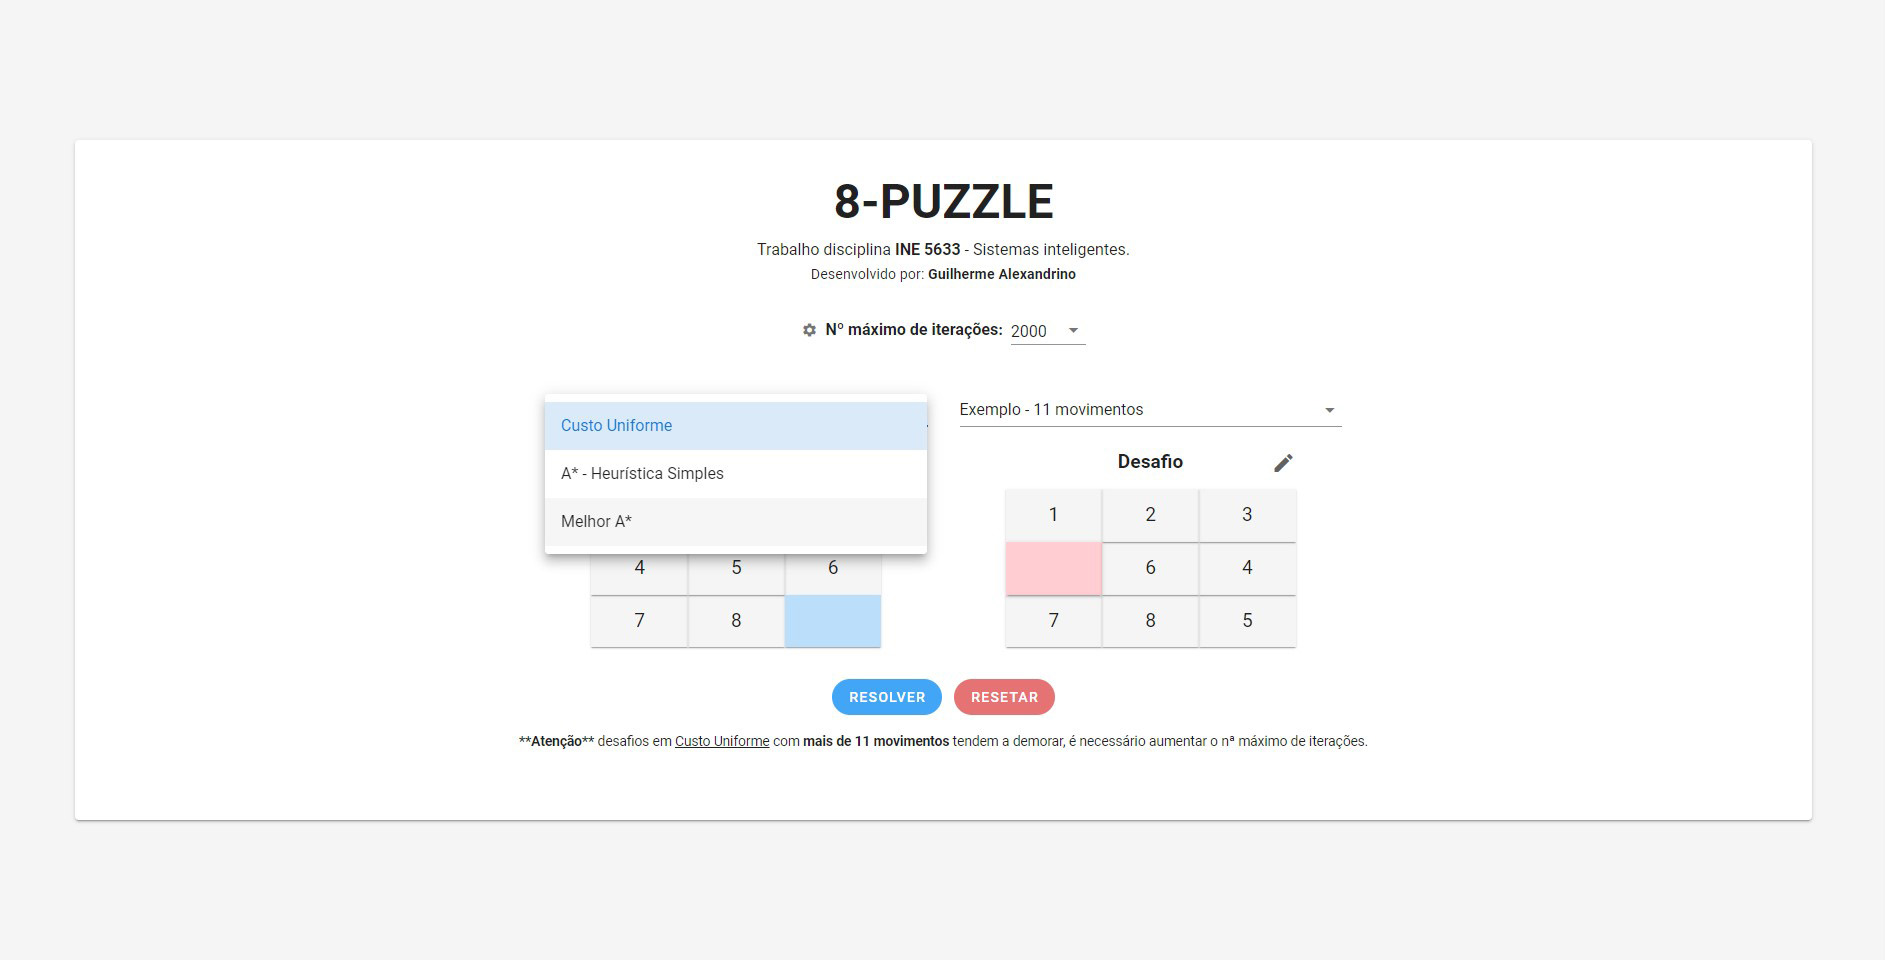 8-PUZZLE
Trabalho disciplina INE 5633 - Sistemas inteligentes.
Desenvolvido por: Guilherme Alexandrino
Nº máximo de iterações: 2000
Custo Uniforme
A* - Heurística Simples
Melhor A*
4 5 6
7 8
Exemplo - 11 movimentos
Desafio
1 2 3
6 4
7 8 5
RESOLVER RESETAR
**Atenção** desafios em Custo Uniforme com mais de 11 movimentos tendem a demorar, é necessário aumentar o nª máximo de iterações.